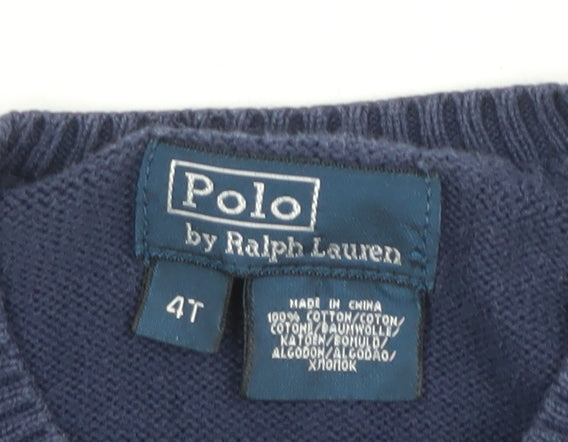 Polo
by Ralph Lauren
4T
MADE IN CHINA
100% COTTON/COTON/
COTONE/BAUMWOLLE/
KATOEN/BOMULD/
ALGODON/ALGODAO/
ХЛОПОК